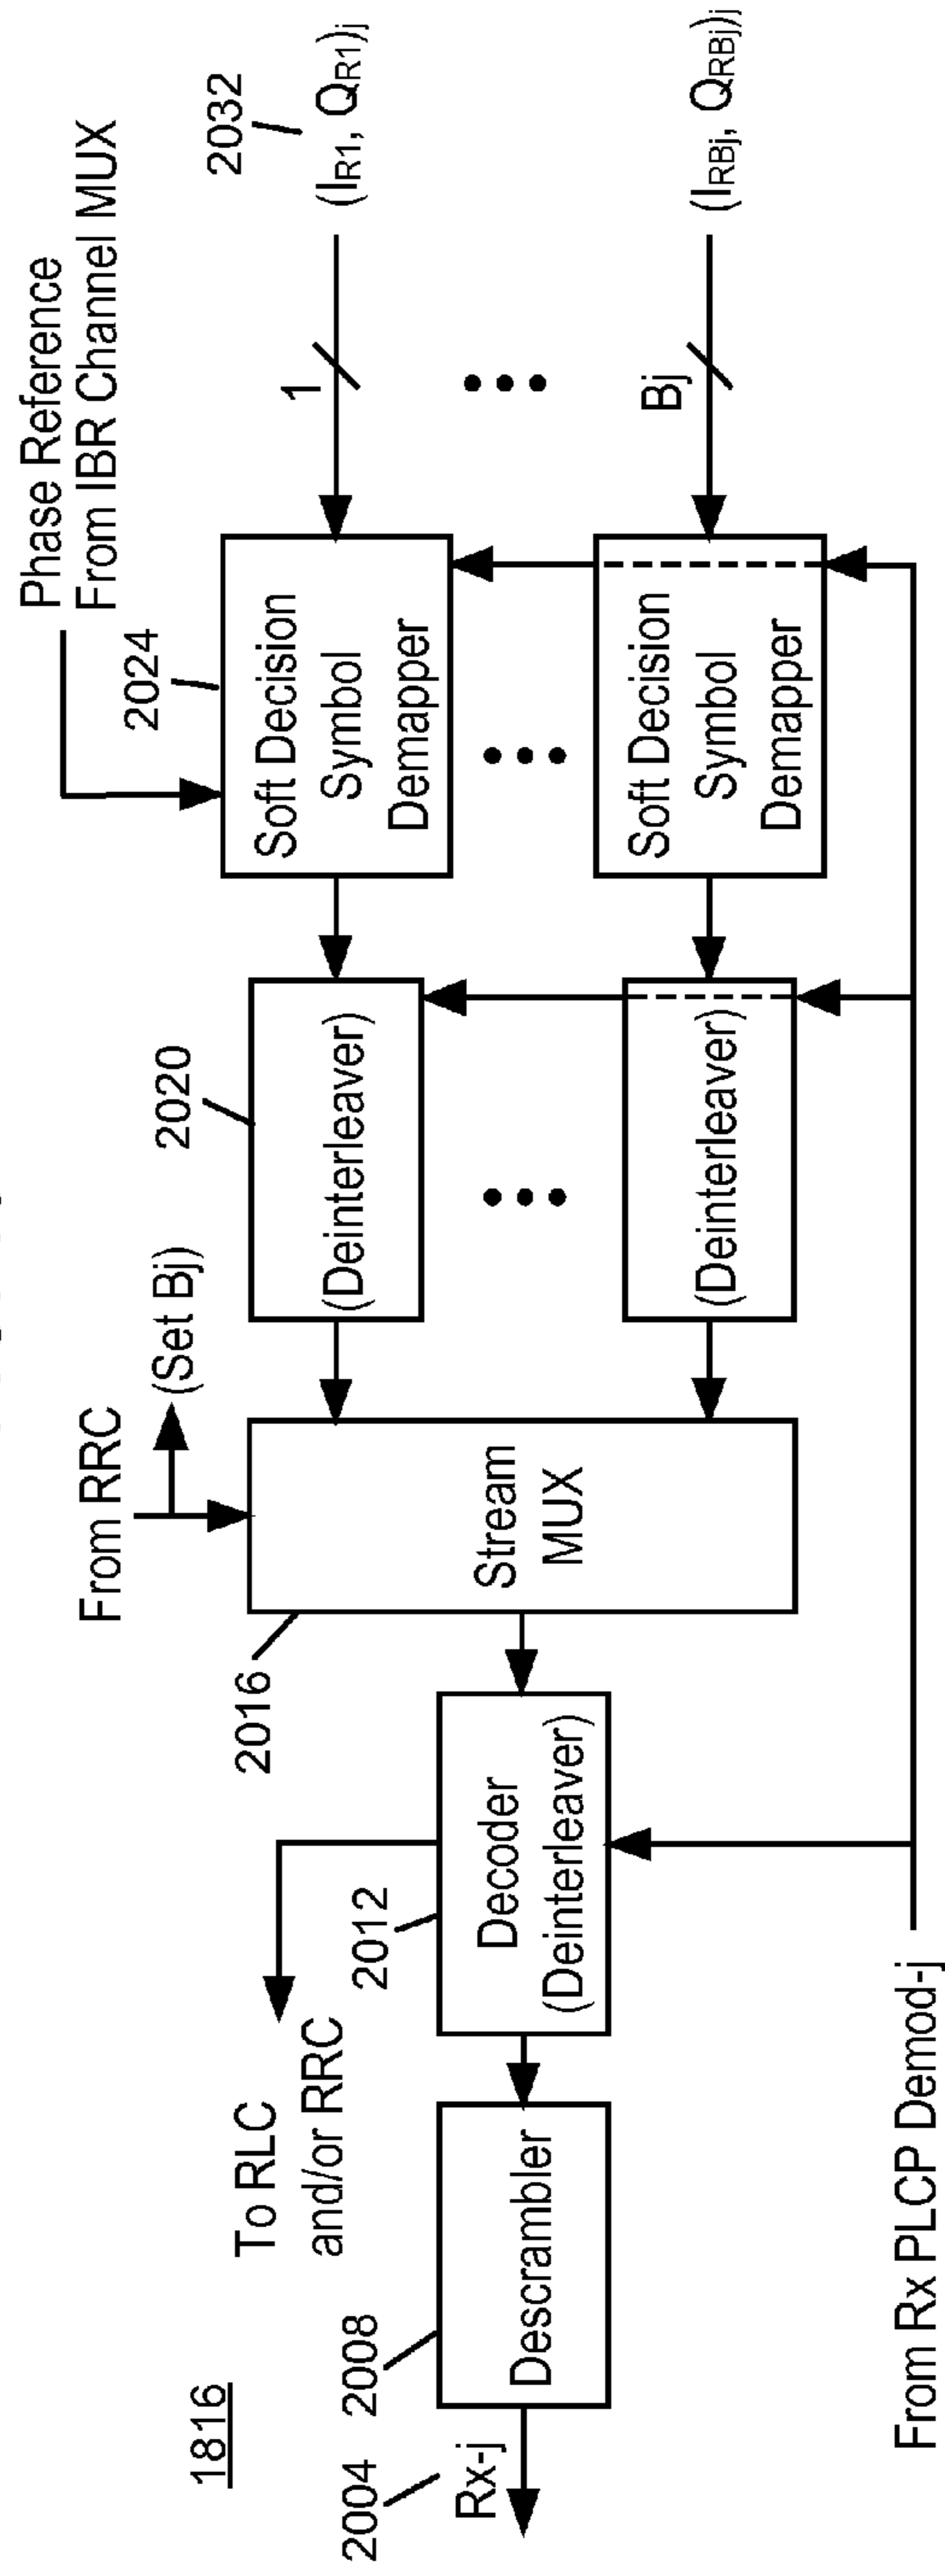 Phase Reference
From IBR Channel MUX
From RRC
(Set Bj)
1816
2004
Rx-j
2008
Descrambler
To RLC
and/or RRC
2012
Decoder
(Deinterleaver)
2016
Stream
MUX
2020
(Deinterleaver)
(Deinterleaver)
2024
Soft Decision
Symbol
Demapper
Soft Decision
Symbol
Demapper
1
Bj
2032
(IR1, QR1)j
(IRBj, QRBj)j
From Rx PLCP Demod-j